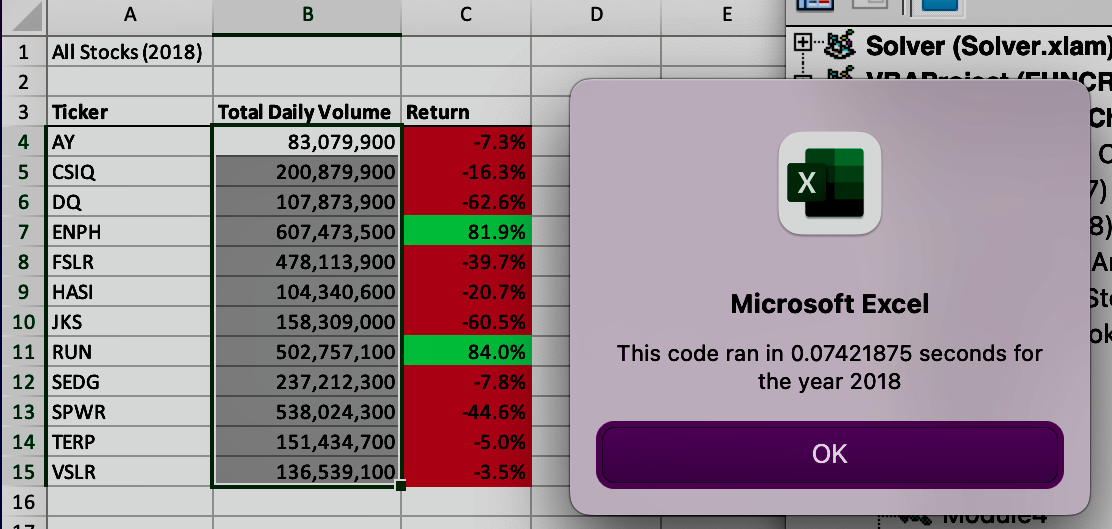 A B C D E
1 All Stocks (2018)
2
3 Ticker Total Daily Volume Return
4 AY 83,079,900 -7.3%
5 CSIQ 200,879,900 -16.3%
6 DQ 107,873,900 -62.6%
7 ENPH 607,473,500 81.9%
8 FSLR 478,113,900 -39.7%
9 HASI 104,340,600 -20.7%
10 JKS 158,309,000 -60.5%
11 RUN 502,757,100 84.0%
12 SEDG 237,212,300 -7.8%
13 SPWR 538,024,300 -44.6%
14 TERP 151,434,700 -5.0%
15 VSLR 136,539,100 -3.5%
16
17
Solver (Solver.xlam)
X
Microsoft Excel
This code ran in 0.07421875 seconds for
the year 2018
OK
Module4